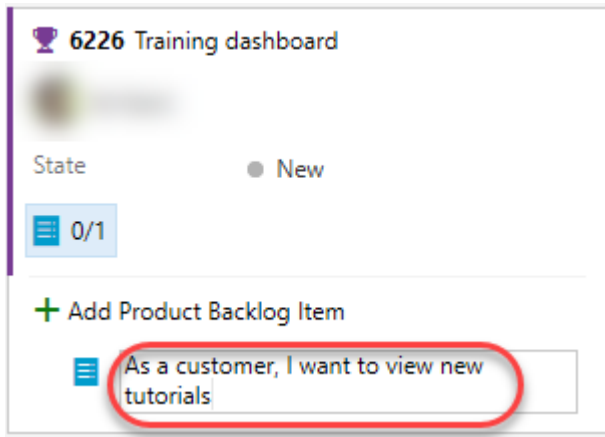 6226 Training dashboard
State New
0/1
Add Product Backlog Item
As a customer, I want to view new
tutorials